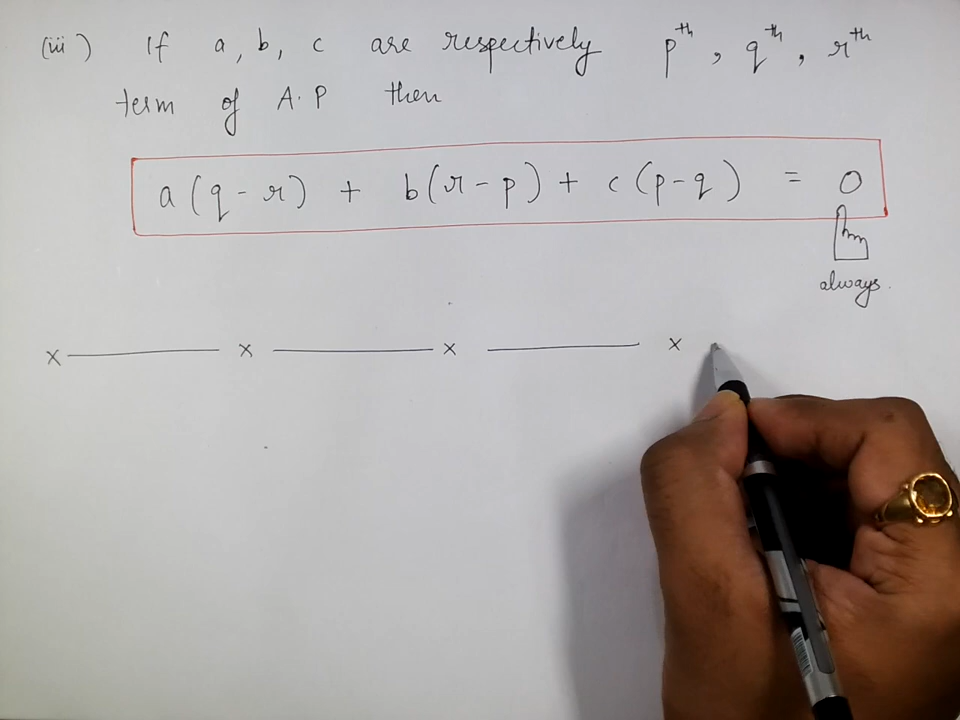 (iii) If a, b, c are respectively pᵗʰ, qᵗʰ, rᵗʰ
term of A.P then
a(q-r) + b(r-p) + c(p-q) = 0
always.
x x x x